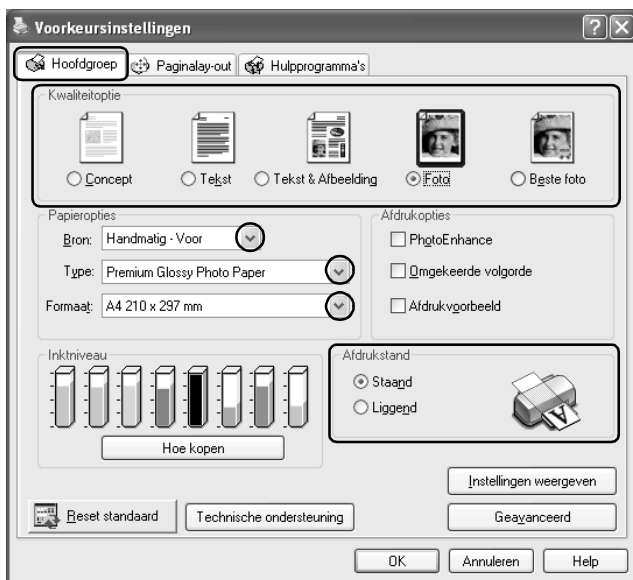 Voorkeursinstellingen
Hoofdgroep Paginalay-out Hulpprogramma's
Kwaliteitoptie
Concept Tekst Tekst & Afbeelding Foto Beste foto
Papieropties
Bron: Handmatig - Voor
Type: Premium Glossy Photo Paper
Formaat: A4 210 x 297 mm
Afdrukopties
PhotoEnhance
Omgekeerde volgorde
Afdrukvoorbeeld
Inktniveau
Hoe kopen
Afdrukstand
Staand
Liggend
A
Instellingen weergeven
Reset standaard Technische ondersteuning Geavanceerd
OK Annuleren Help